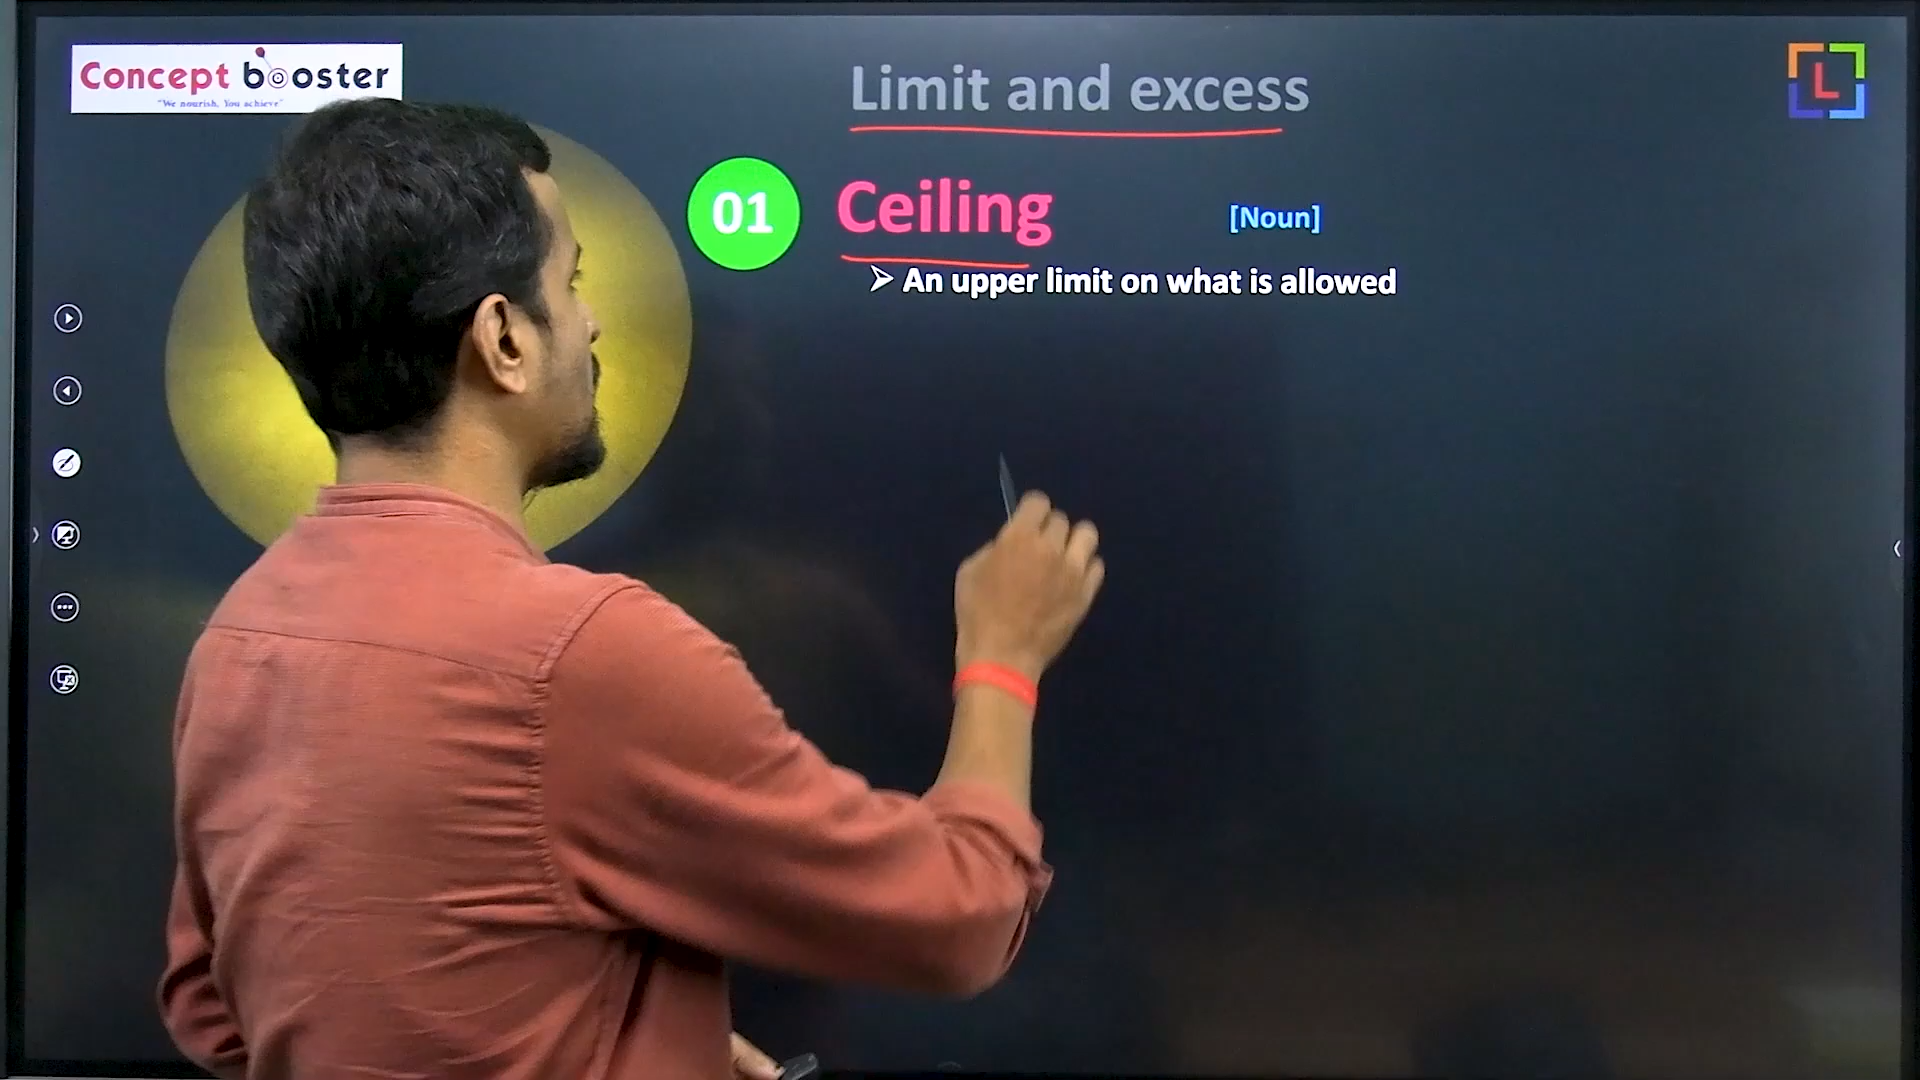 Concept booster
"We nourish, You achieve"
Limit and excess
L
01
Ceiling
[Noun]
➢ An upper limit on what is allowed